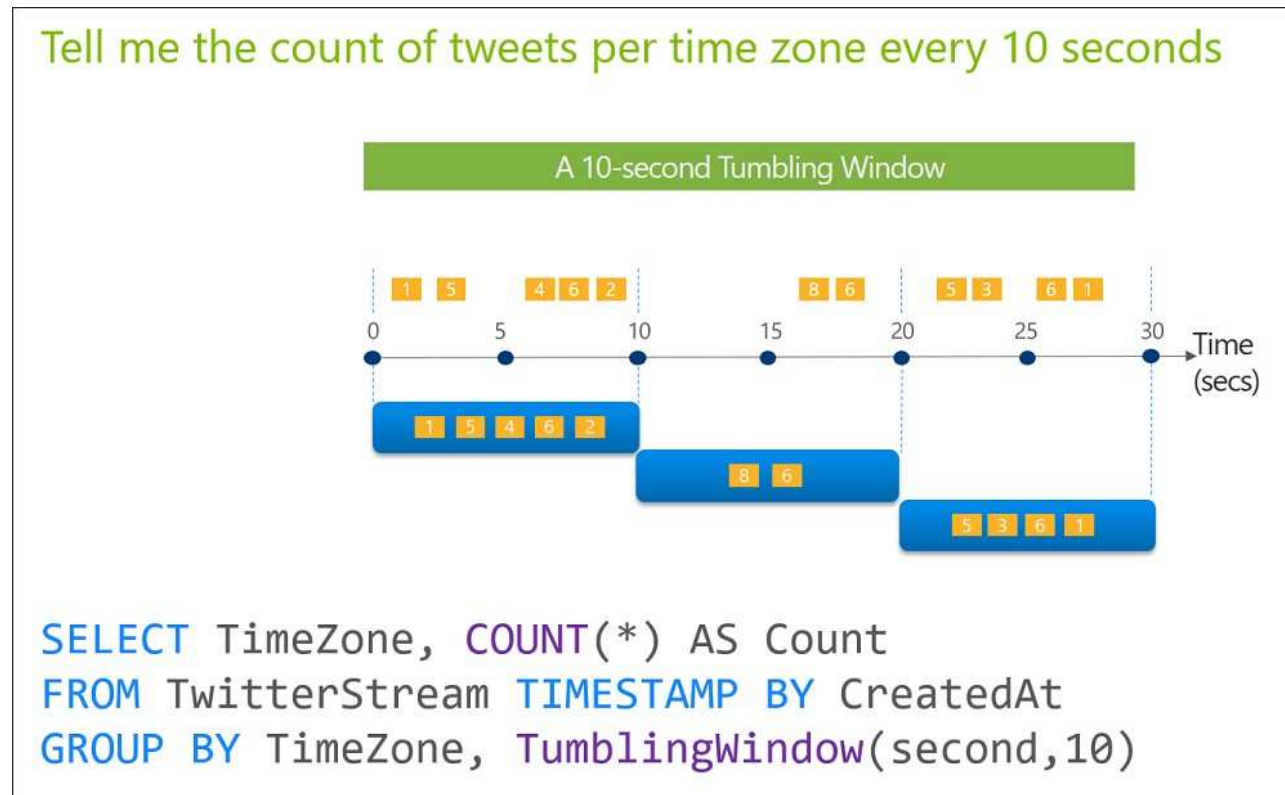 Tell me the count of tweets per time zone every 10 seconds
A 10-second Tumbling Window
1 5 4 6 2 8 6 5 3 6 1
0 5 10 15 20 25 30
Time
(secs)
1 5 4 6 2
8 6
5 3 6 1
SELECT TimeZone, COUNT(*) AS Count
FROM TwitterStream TIMESTAMP BY CreatedAt
GROUP BY TimeZone, TumblingWindow(second,10)